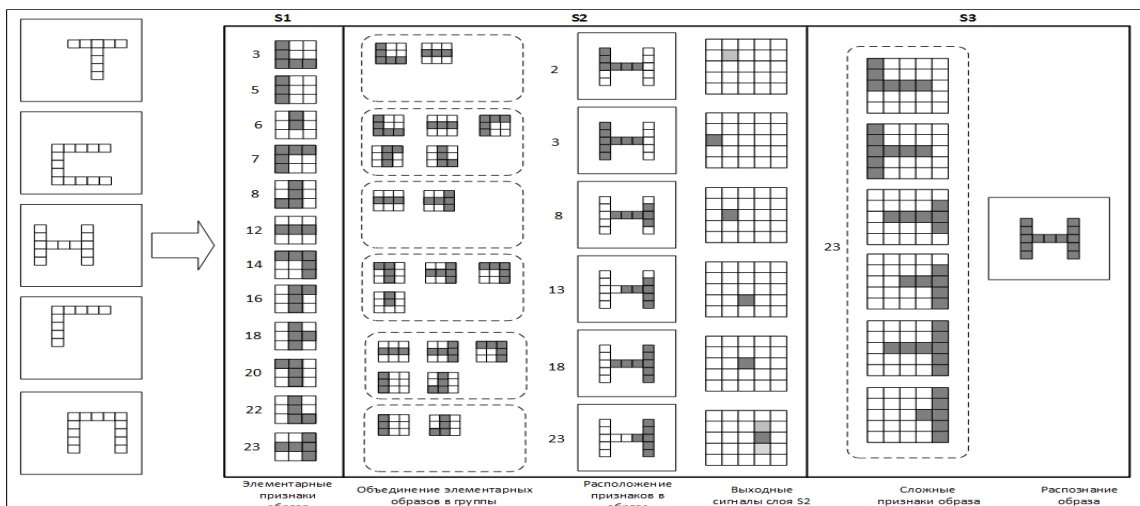 S1 S2 S3
3
5
6
7
8
12
14
16
18
20
22
23
2
3
8
13
18
23
23
Элементарные
признаки
Объединение элементарных
образов в группы
Расположение
признаков в
Выходные
сигналы слоя S2
Сложные
признаки образа
Распознание
образа